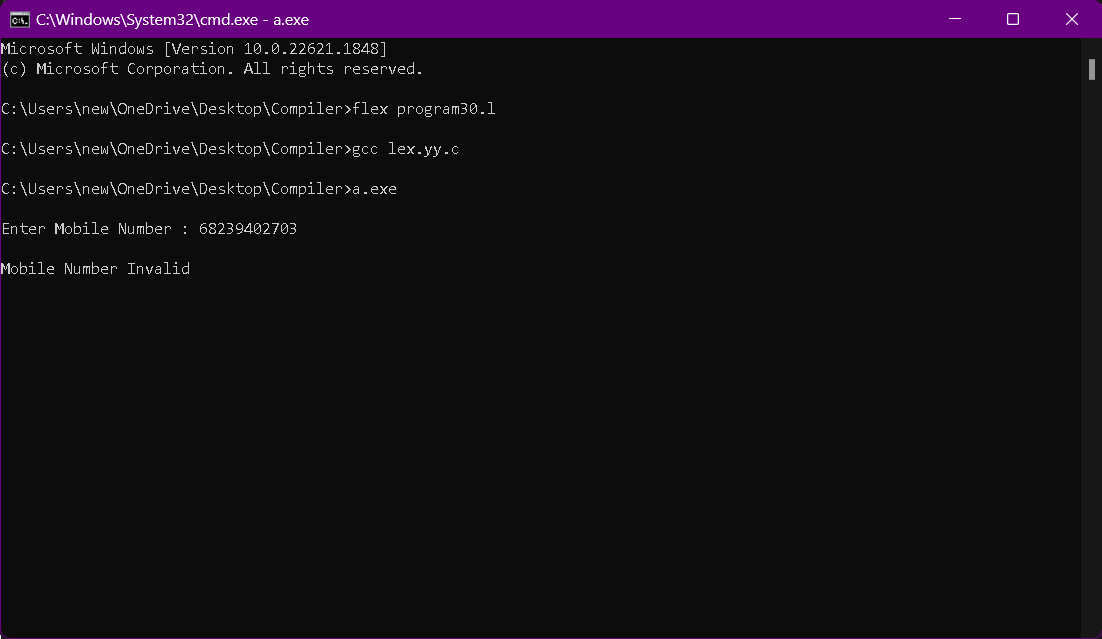 C:\Windows\System32\cmd.exe - a.exe
Microsoft Windows [Version 10.0.22621.1848]
(c) Microsoft Corporation. All rights reserved.
C:\Users\new\OneDrive\Desktop\Compiler>flex program30.l
C:\Users\new\OneDrive\Desktop\Compiler>gcc lex.yy.c
C:\Users\new\OneDrive\Desktop\Compiler>a.exe
Enter Mobile Number : 68239402703
Mobile Number Invalid